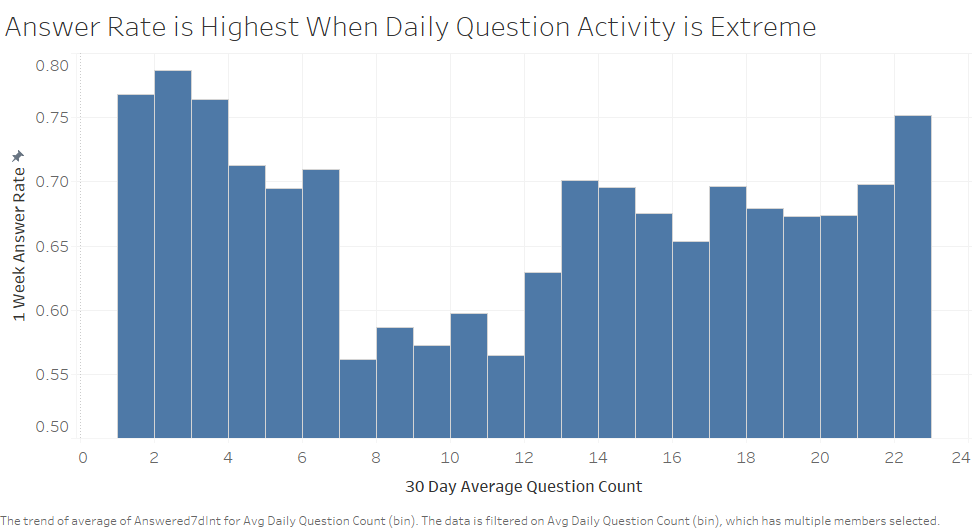 Answer Rate is Highest When Daily Question Activity is Extreme
0.80
0.75
0.70
0.65
0.60
0.55
0.50
1 Week Answer Rate
0 2 4 6 8 10 12 14 16 18 20 22 24
30 Day Average Question Count
The trend of average of Answered7dInt for Avg Daily Question Count (bin). The data is filtered on Avg Daily Question Count (bin), which has multiple members selected.